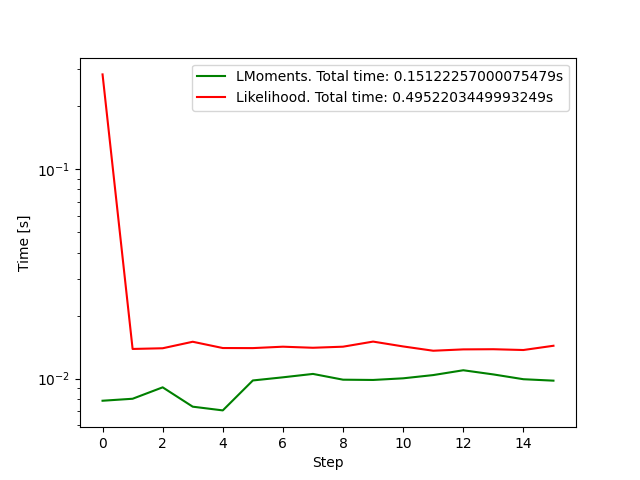 LMoments. Total time: 0.15122257000075479s
Likelihood. Total time: 0.4952203449993249s
10⁻¹
10⁻²
Time [s]
0 2 4 6 8 10 12 14
Step